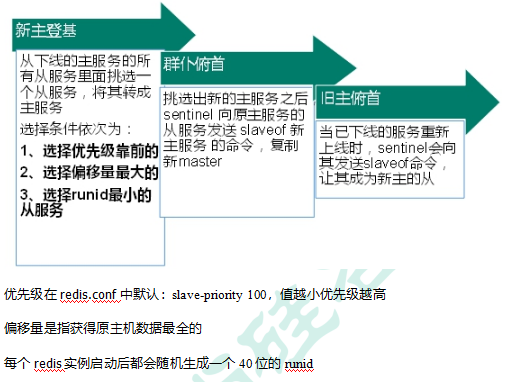 新主登基
从下线的主服务的所
有从服务里面挑选一
个从服务，将其转成
主服务
选择条件依次为：
1、选择优先级靠前的
2、选择偏移量最大的
3、选择runid最小的
从服务
群仆俯首
挑选出新的主服务之后，
sentinel 向原主服务的
从服务发送 slaveof 新
主服务 的命令，复制
新master
旧主俯首
当已下线的服务重新
上线时，sentinel会向
其发送slaveof命令，
让其成为新主的从
优先级在 redis.conf 中默认：slave-priority 100，值越小优先级越高
偏移量是指获得原主机数据最全的
每个 redis 实例启动后都会随机生成一个 40 位的 runid